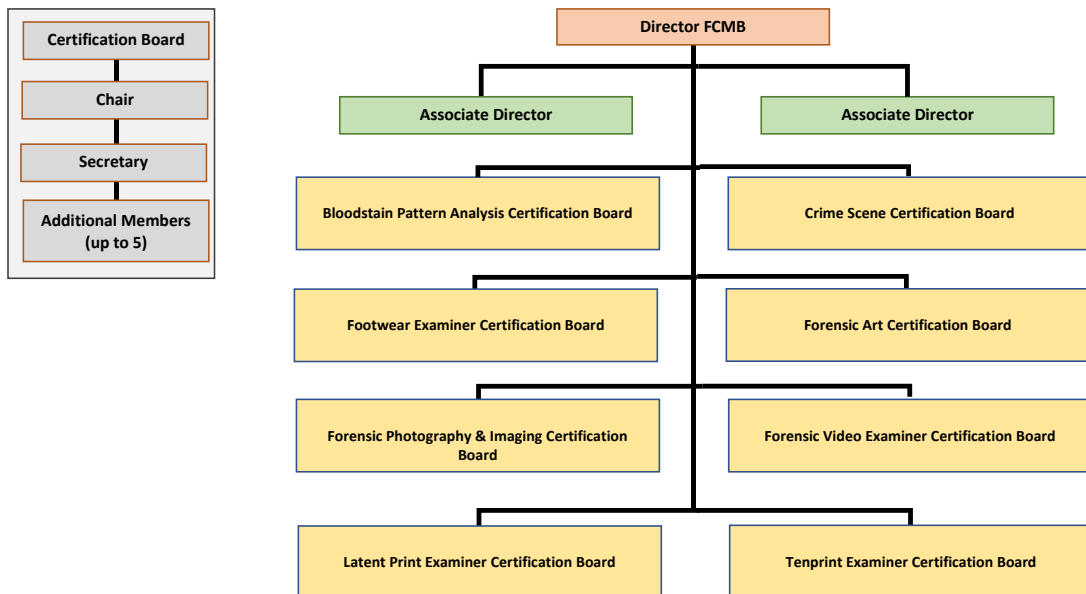 Certification Board
Chair
Secretary
Additional Members
(up to 5)
Director FCMB
Associate Director
Associate Director
Bloodstain Pattern Analysis Certification Board
Crime Scene Certification Board
Footwear Examiner Certification Board
Forensic Art Certification Board
Forensic Photography & Imaging Certification
Board
Forensic Video Examiner Certification Board
Latent Print Examiner Certification Board
Tenprint Examiner Certification Board